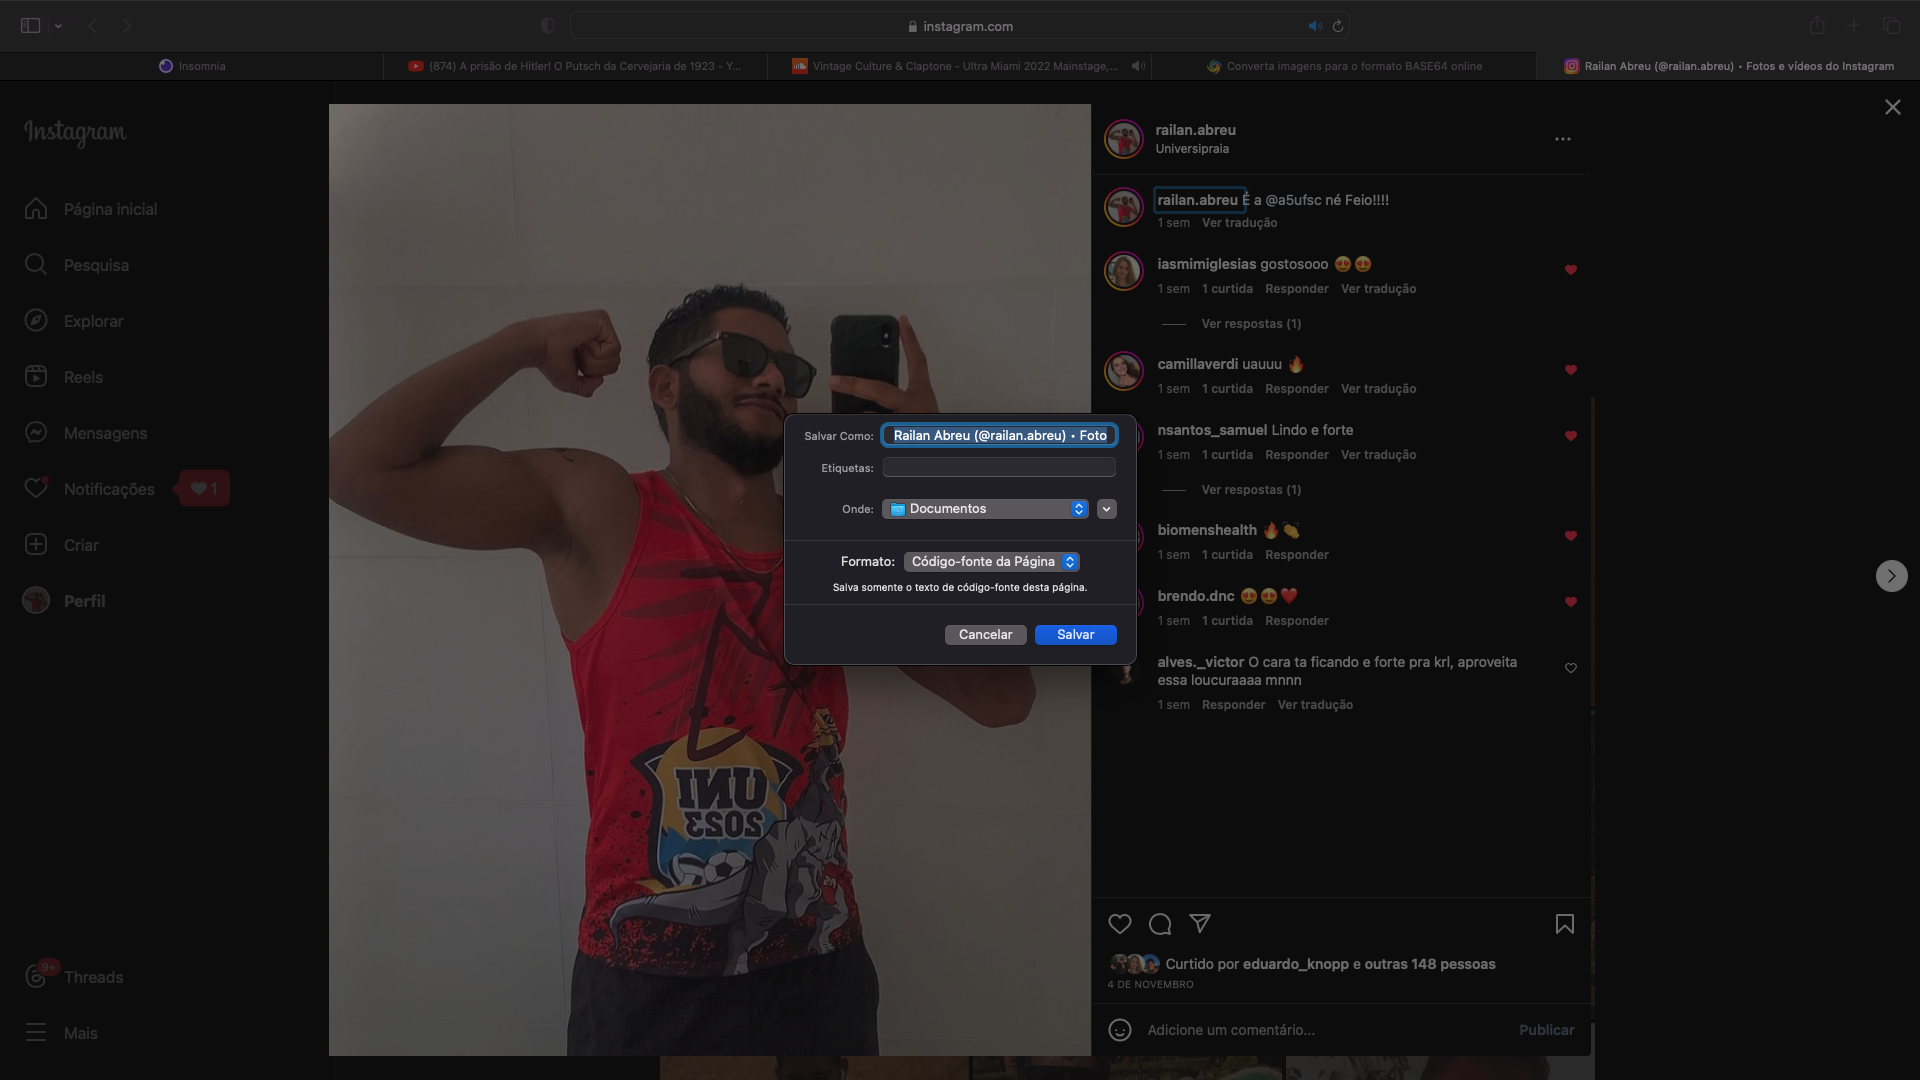 instagram.com
Insomnia
(874) A prisão de Hitler! O Putsch da Cervejaria de 1923 - Y...
Vintage Culture & Claptone - Ultra Miami 2022 Mainstage,...
Converta imagens para o formato BASE64 online
Railan Abreu (@railan.abreu) • Fotos e vídeos do Instagram
Instagram
Página inicial
Pesquisa
Explorar
Reels
Mensagens
Notificações
1
Criar
Perfil
9+
Threads
Mais
UNI
2023
railan.abreu
Universipraia
railan.abreu É a @a5ufsc né Feio!!!!
1 sem Ver tradução
iasmimiglesias gostosooo 😍😍
1 sem 1 curtida Responder Ver tradução
Ver respostas (1)
camillaverdi uauuu 🔥
1 sem 1 curtida Responder Ver tradução
nsantos_samuel Lindo e forte
1 sem 1 curtida Responder Ver tradução
Ver respostas (1)
biomenshealth 🔥👏
1 sem 1 curtida Responder
brendo.dnc 😍😍❤️
1 sem 1 curtida Responder
alves._victor O cara ta ficando e forte pra krl, aproveita
essa loucuraaaa mnnn
1 sem Responder Ver tradução
Curtido por eduardo_knopp e outras 148 pessoas
4 DE NOVEMBRO
Adicione um comentário...
Publicar
Salvar Como: Railan Abreu (@railan.abreu) • Foto
Etiquetas:
Onde: Documentos
Formato: Código-fonte da Página
Salva somente o texto de código-fonte desta página.
Cancelar
Salvar